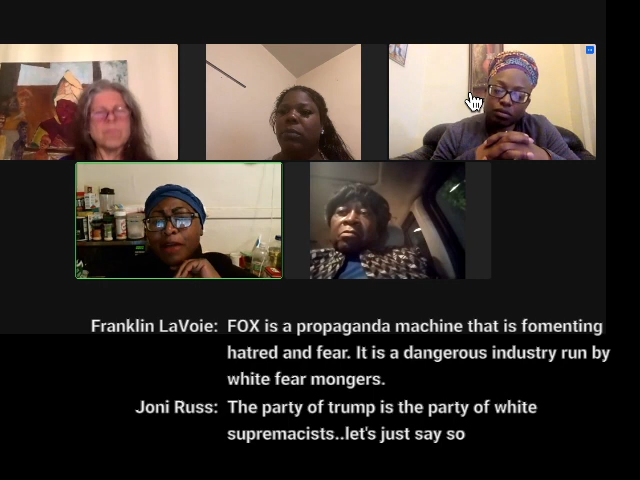 Franklin LaVoie: FOX is a propaganda machine that is fomenting
hatred and fear. It is a dangerous industry run by
white fear mongers.
Joni Russ: The party of trump is the party of white
supremacists..let's just say so